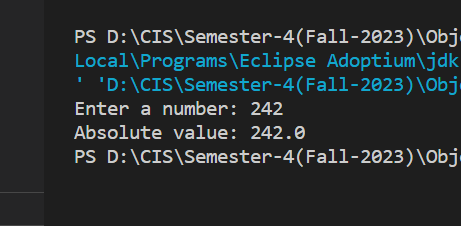 PS D:\CIS\Semester-4(Fall-2023)\Obj
Local\Programs\Eclipse Adoptium\jdk
' 'D:\CIS\Semester-4(Fall-2023)\Obj
Enter a number: 242
Absolute value: 242.0
PS D:\CIS\Semester-4(Fall-2023)\Obj